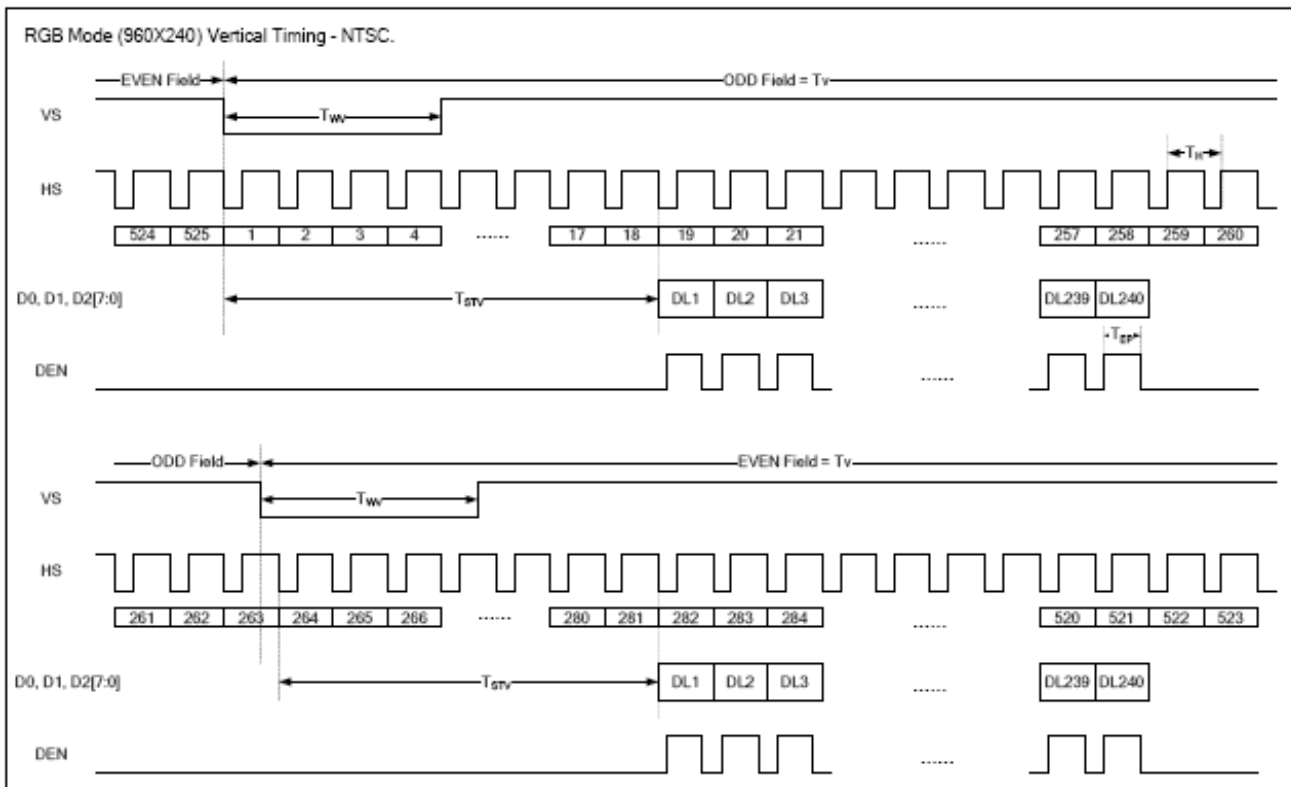 RGB Mode (960X240) Vertical Timing - NTSC.
EVEN Field ODD Field = Tv
VS TWV
TH
HS
524 525 1 2 3 4 ...... 17 18 19 20 21 ...... 257 258 259 260
D0, D1, D2[7:0] TSTV DL1 DL2 DL3 ...... DL239 DL240
TEP
DEN ......
ODD Field EVEN Field = Tv
VS TWV
HS
261 262 263 264 265 266 ...... 280 281 282 283 284 ...... 520 521 522 523
D0, D1, D2[7:0] TSTV DL1 DL2 DL3 ...... DL239 DL240
DEN ......